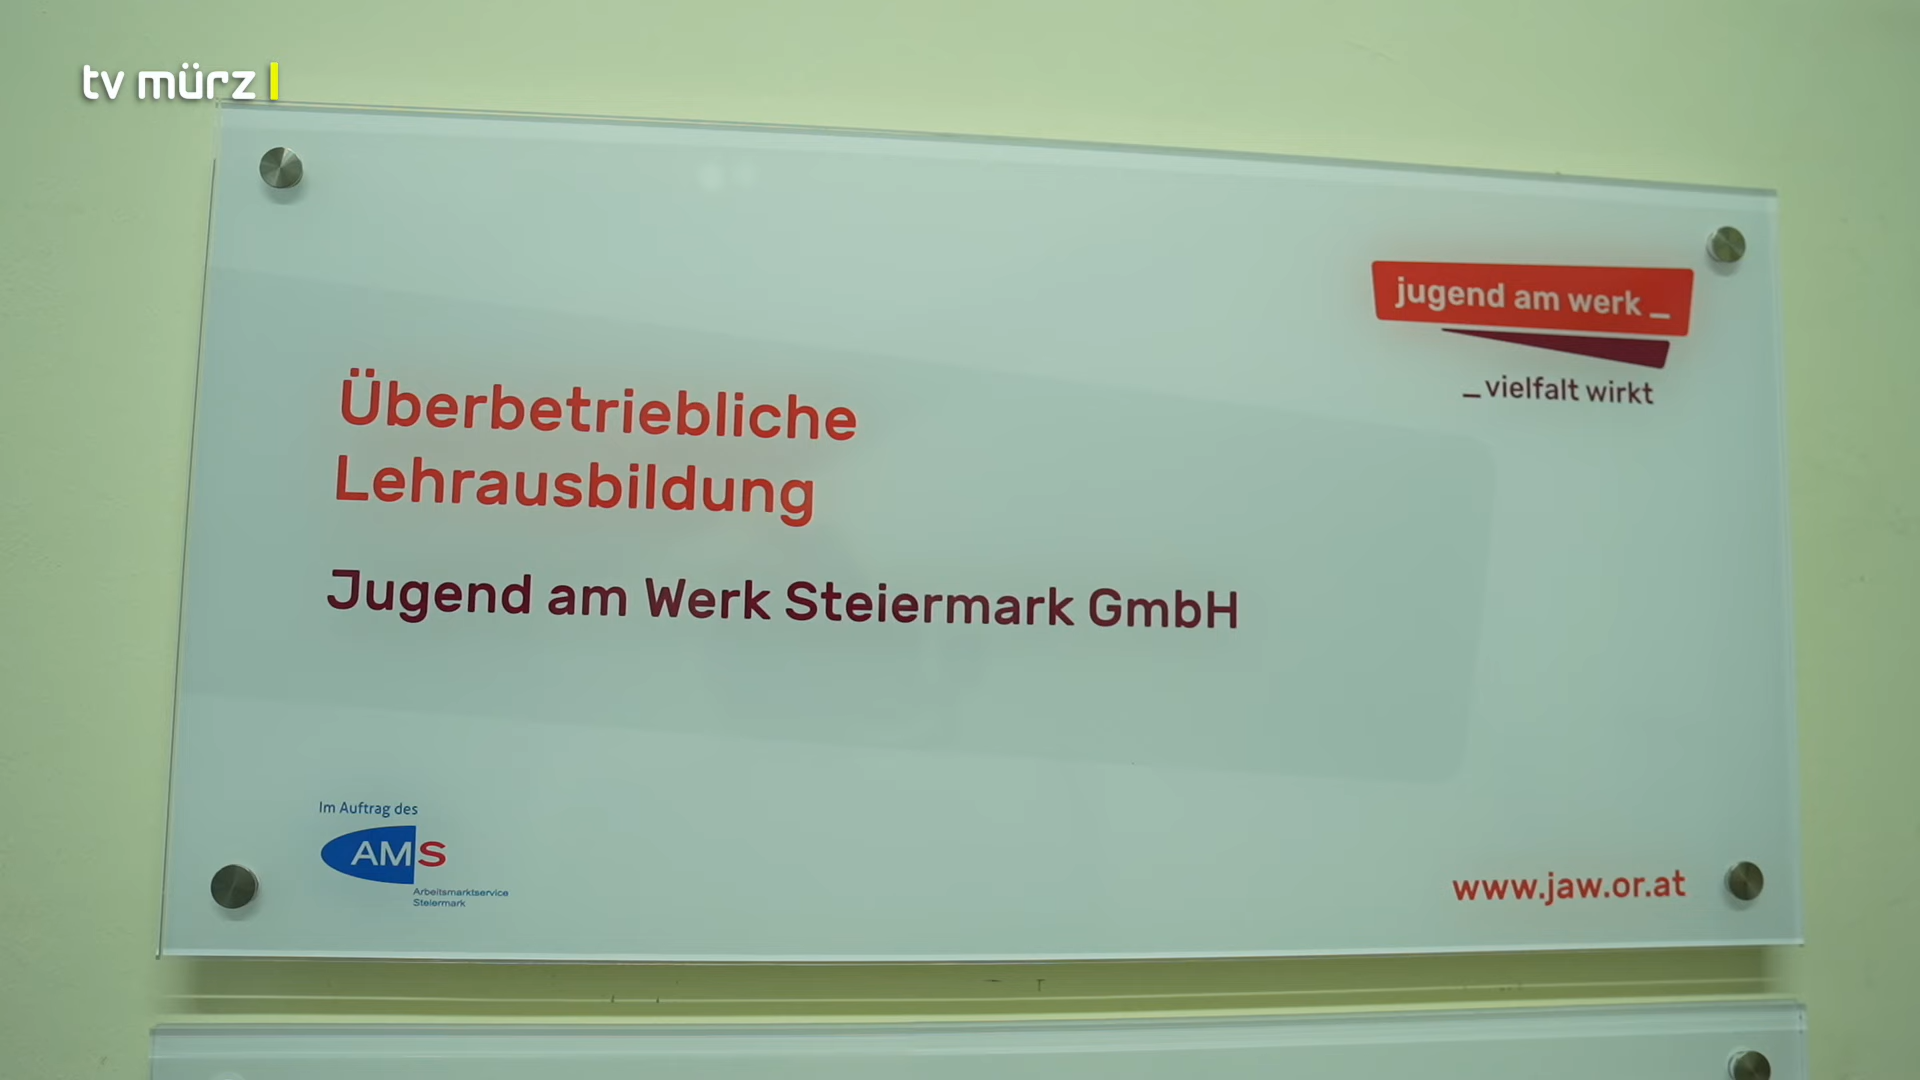 tv mürz
jugend am werk _
_vielfalt wirkt
Überbetriebliche
Lehrausbildung
Jugend am Werk Steiermark GmbH
Im Auftrag des
AMS
Arbeitsmarktservice
Steiermark
www.jaw.or.at